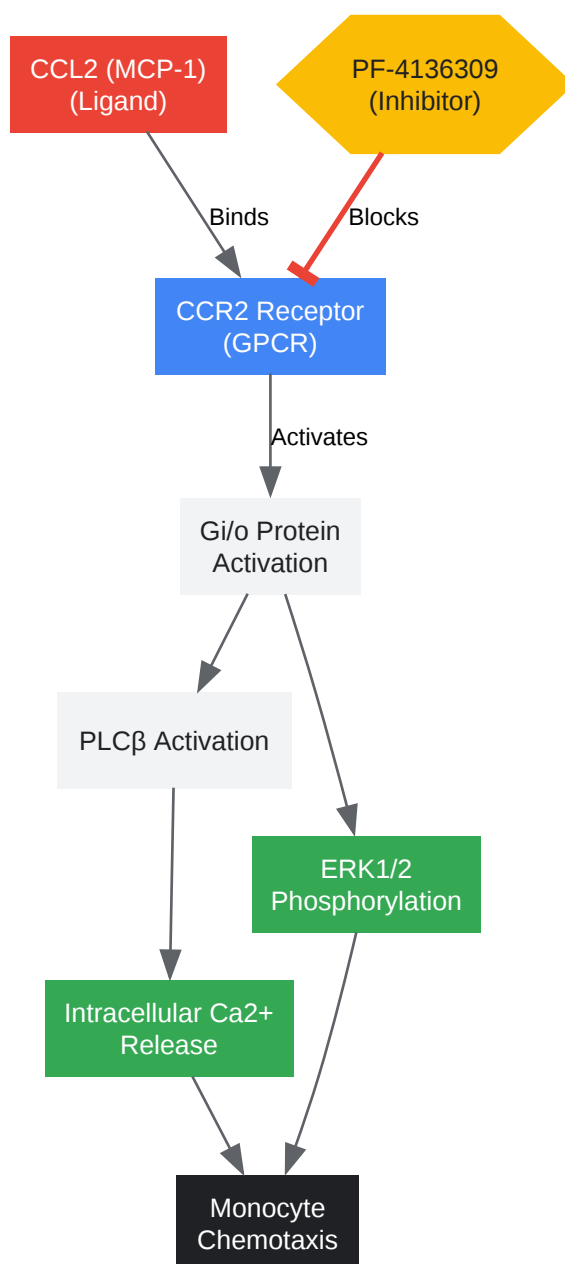 CCL2 (MCP-1)
(Ligand)
PF-4136309
(Inhibitor)
Binds
Blocks
CCR2 Receptor
(GPCR)
Activates
Gi/o Protein
Activation
PLCβ Activation
ERK1/2
Phosphorylation
Intracellular Ca2+
Release
Monocyte
Chemotaxis